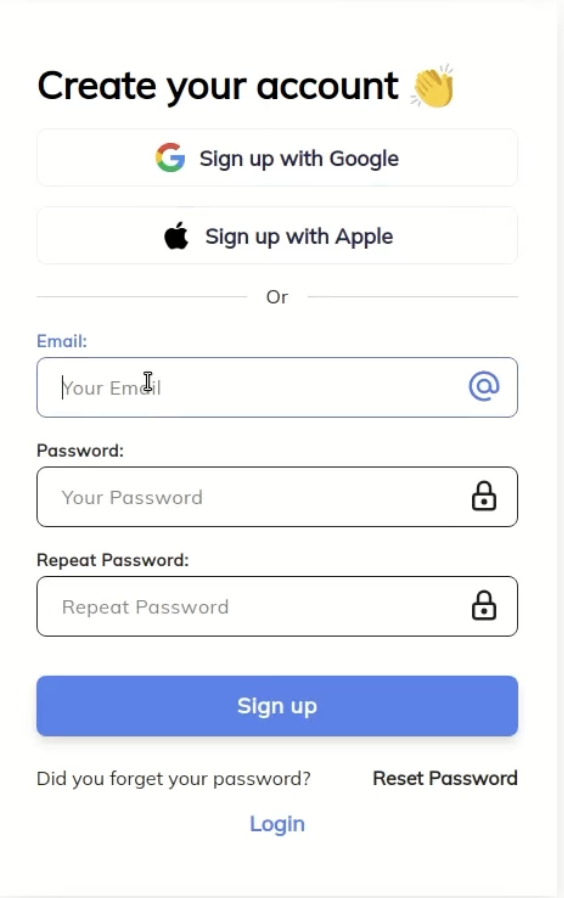 Create your account 👏
Sign up with Google
Sign up with Apple
Or
Email:
Your Email
Password:
Your Password
Repeat Password:
Repeat Password
Sign up
Did you forget your password? Reset Password
Login